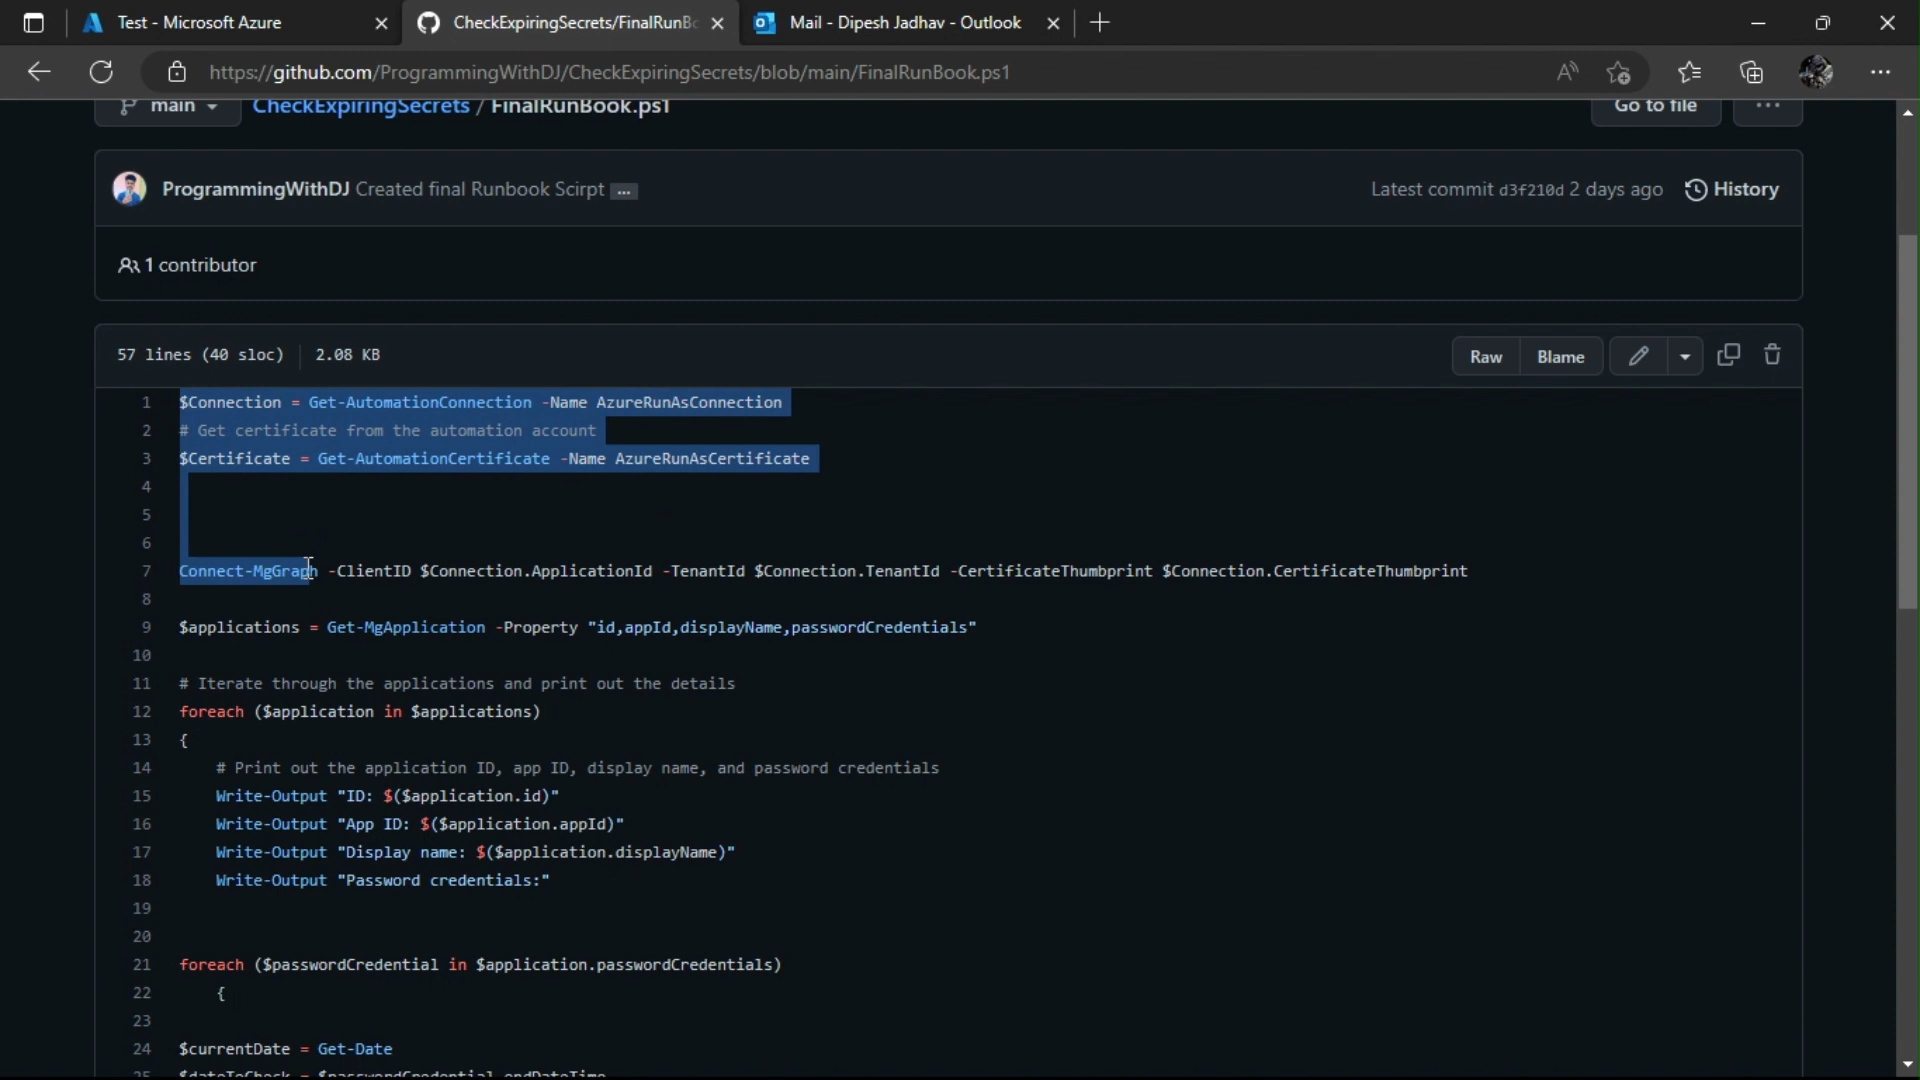 Test - Microsoft Azure
CheckExpiringSecrets/FinalRunBo
Mail - Dipesh Jadhav - Outlook
https://github.com/ProgrammingWithDJ/CheckExpiringSecrets/blob/main/FinalRunBook.ps1
main
CheckExpiringSecrets / FinalRunBook.ps1
Go to file
ProgrammingWithDJ Created final Runbook Scirpt ...
Latest commit d3f210d 2 days ago
History
1 contributor
57 lines (40 sloc)
2.08 KB
Raw
Blame
1 $Connection = Get-AutomationConnection -Name AzureRunAsConnection
2 # Get certificate from the automation account
3 $Certificate = Get-AutomationCertificate -Name AzureRunAsCertificate
4
5
6
7 Connect-MgGraph -ClientID $Connection.ApplicationId -TenantId $Connection.TenantId -CertificateThumbprint $Connection.CertificateThumbprint
8
9 $applications = Get-MgApplication -Property "id,appId,displayName,passwordCredentials"
10
11 # Iterate through the applications and print out the details
12 foreach ($application in $applications)
13 {
14 # Print out the application ID, app ID, display name, and password credentials
15 Write-Output "ID: $($application.id)"
16 Write-Output "App ID: $($application.appId)"
17 Write-Output "Display name: $($application.displayName)"
18 Write-Output "Password credentials:"
19
20
21 foreach ($passwordCredential in $application.passwordCredentials)
22 {
23
24 $currentDate = Get-Date
25 $dateToCheck = $passwordCredential.endDateTime